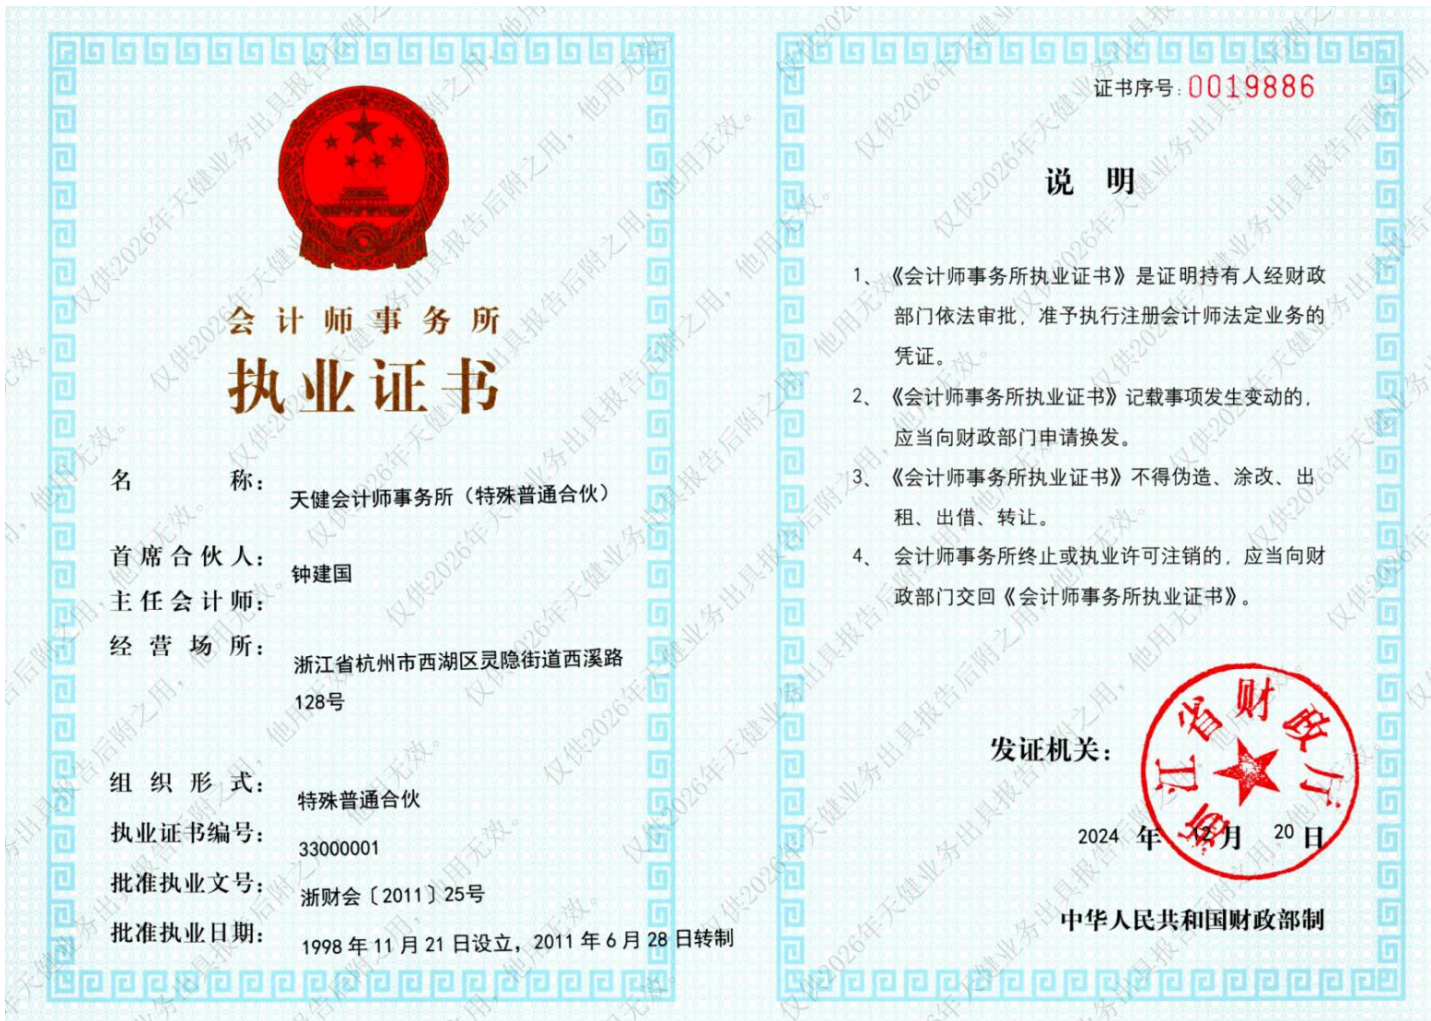 会计师事务所
执业证书
名称：天健会计师事务所（特殊普通合伙）
首席合伙人：钟建国
主任会计师：
经营场所：浙江省杭州市西湖区灵隐街道西溪路
128号
组织形式：特殊普通合伙
执业证书编号：33000001
批准执业文号：浙财会〔2011〕25号
批准执业日期：1998年11月21日设立，2011年6月28日转制
证书序号：0019886
说明
1、《会计师事务所执业证书》是证明持有人经财政
部门依法审批，准予执行注册会计师法定业务的
凭证。
2、《会计师事务所执业证书》记载事项发生变动的，
应当向财政部门申请换发。
3、《会计师事务所执业证书》不得伪造、涂改、出
租、出借、转让。
4、会计师事务所终止或执业许可注销的，应当向财
政部门交回《会计师事务所执业证书》。
发证机关：
浙江省财政厅
2024年12月20日
中华人民共和国财政部制
仅供2026年天健业务出具报告后附之用，他用无效。